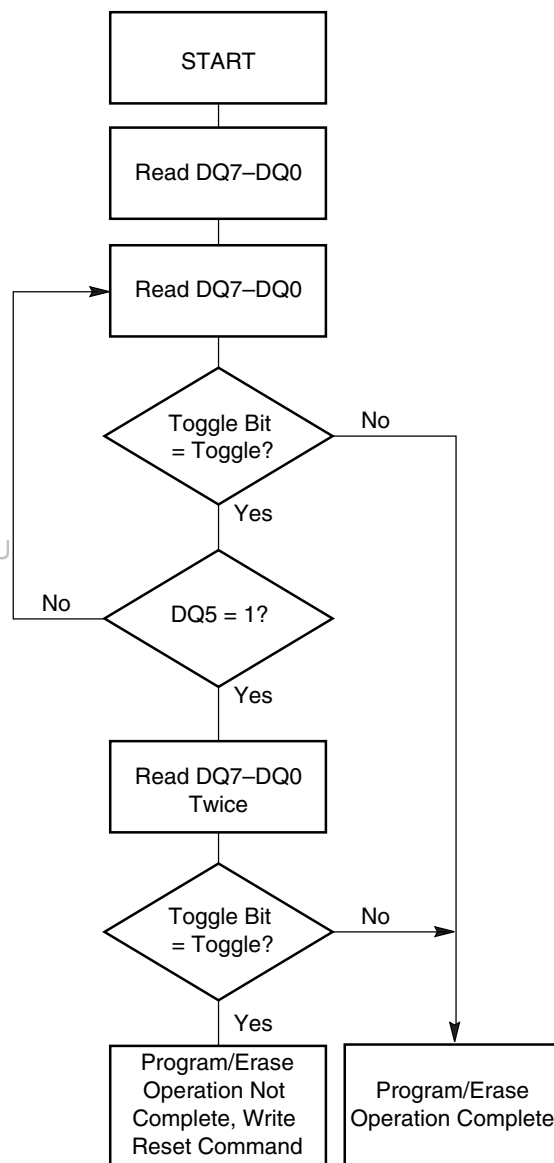 START
Read DQ7–DQ0
Read DQ7–DQ0
Toggle Bit
= Toggle?
No
Yes
No
DQ5 = 1?
Yes
Read DQ7–DQ0
Twice
Toggle Bit
= Toggle?
No
Yes
Program/Erase
Operation Not
Complete, Write
Reset Command
Program/Erase
Operation Complete